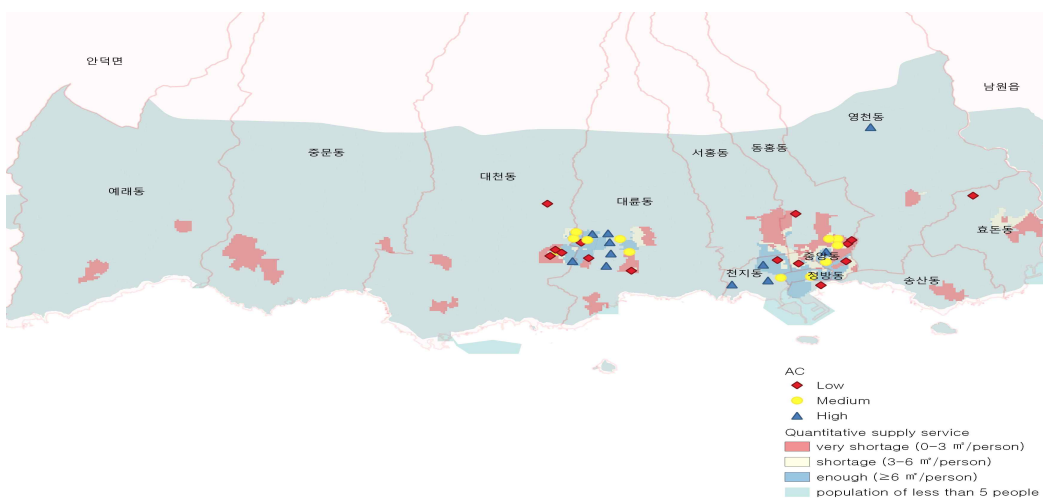 안덕면
남원읍
영천동
중문동
서홍동
동홍동
대천동
예래동
대륜동
효돈동
중앙동
천지동
정방동
송산동
AC
Low
Medium
High
Quantitative supply service
very shortage (0-3 ㎡/person)
shortage (3-6 ㎡/person)
enough (≥6 ㎡/person)
population of less than 5 people